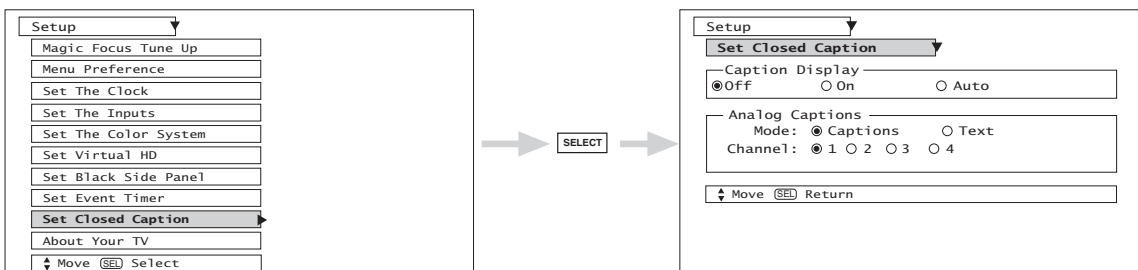 Setup
Magic Focus Tune Up
Menu Preference
Set The Clock
Set The Inputs
Set The Color System
Set Virtual HD
Set Black Side Panel
Set Event Timer
Set Closed Caption
About Your TV
Move SEL Select
SELECT
Setup
Set Closed Caption
Caption Display
Off On Auto
Analog Captions
Mode: Captions Text
Channel: 1 2 3 4
Move SEL Return